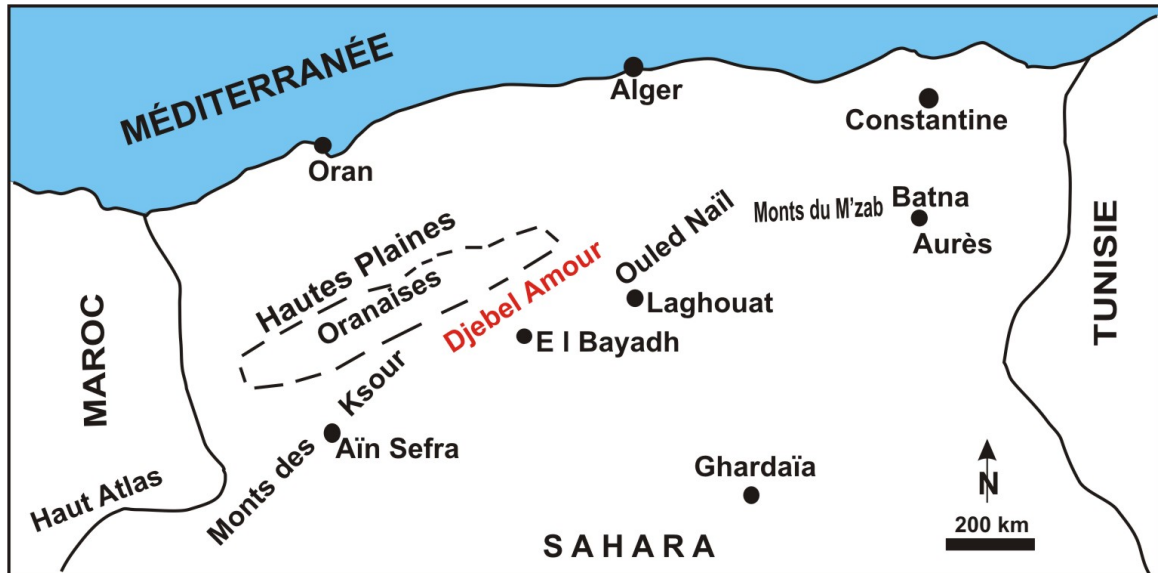 MÉDITERRANÉE
Alger
Constantine
Oran
Monts du M'zab
Batna
Aurès
Hautes Plaines
Oranaises
Djebel Amour
Ouled Naïl
Laghouat
E l Bayadh
MAROC
TUNISIE
Monts des Ksour
Aïn Sefra
Haut Atlas
Ghardaïa
N
200 km
SAHARA